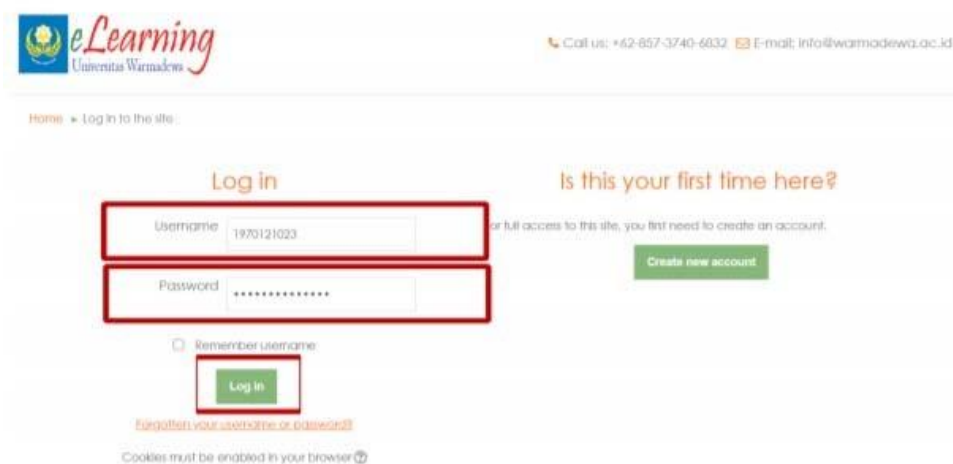 eLearning
Universitas Warmadewa
Call us: +62-857-3740-6032 E-mail: info@warmadewa.ac.id
Home ▸ Log in to the site
Log in
Username 1970121023
Password ••••••••••••••
Remember username
Log in
Forgotten your username or password?
Cookies must be enabled in your browser
Is this your first time here?
or full access to this site, you first need to create an account.
Create new account